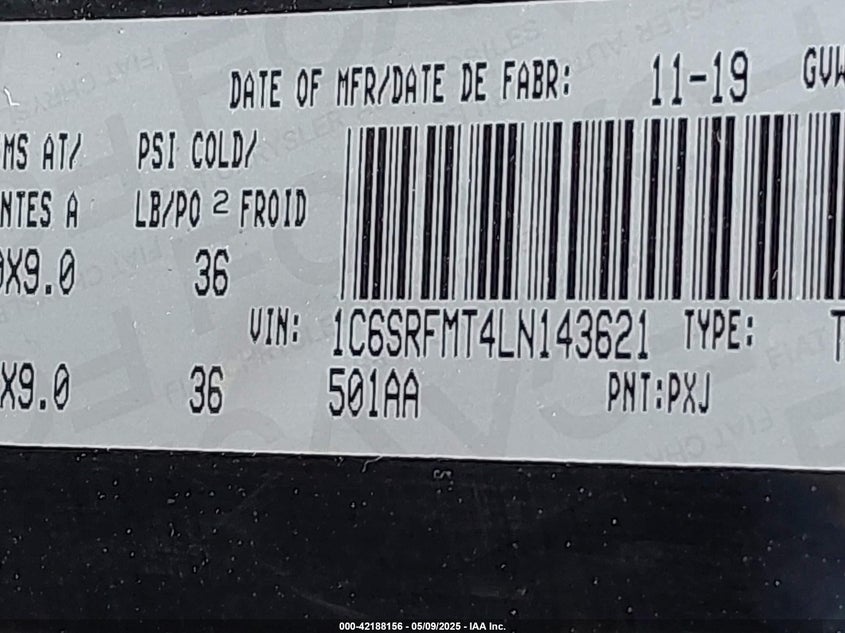 DATE OF MFR/DATE DE FABR: 11-19 GVW
MS AT/ PSI COLD/
NTES A LB/PO 2 FROID
X9.0 36
VIN: 1C6SRFMT4LN143621 TYPE: T
X9.0 36 501AA PNT:PXJ
000-42188156 - 05/09/2025 - IAA Inc.